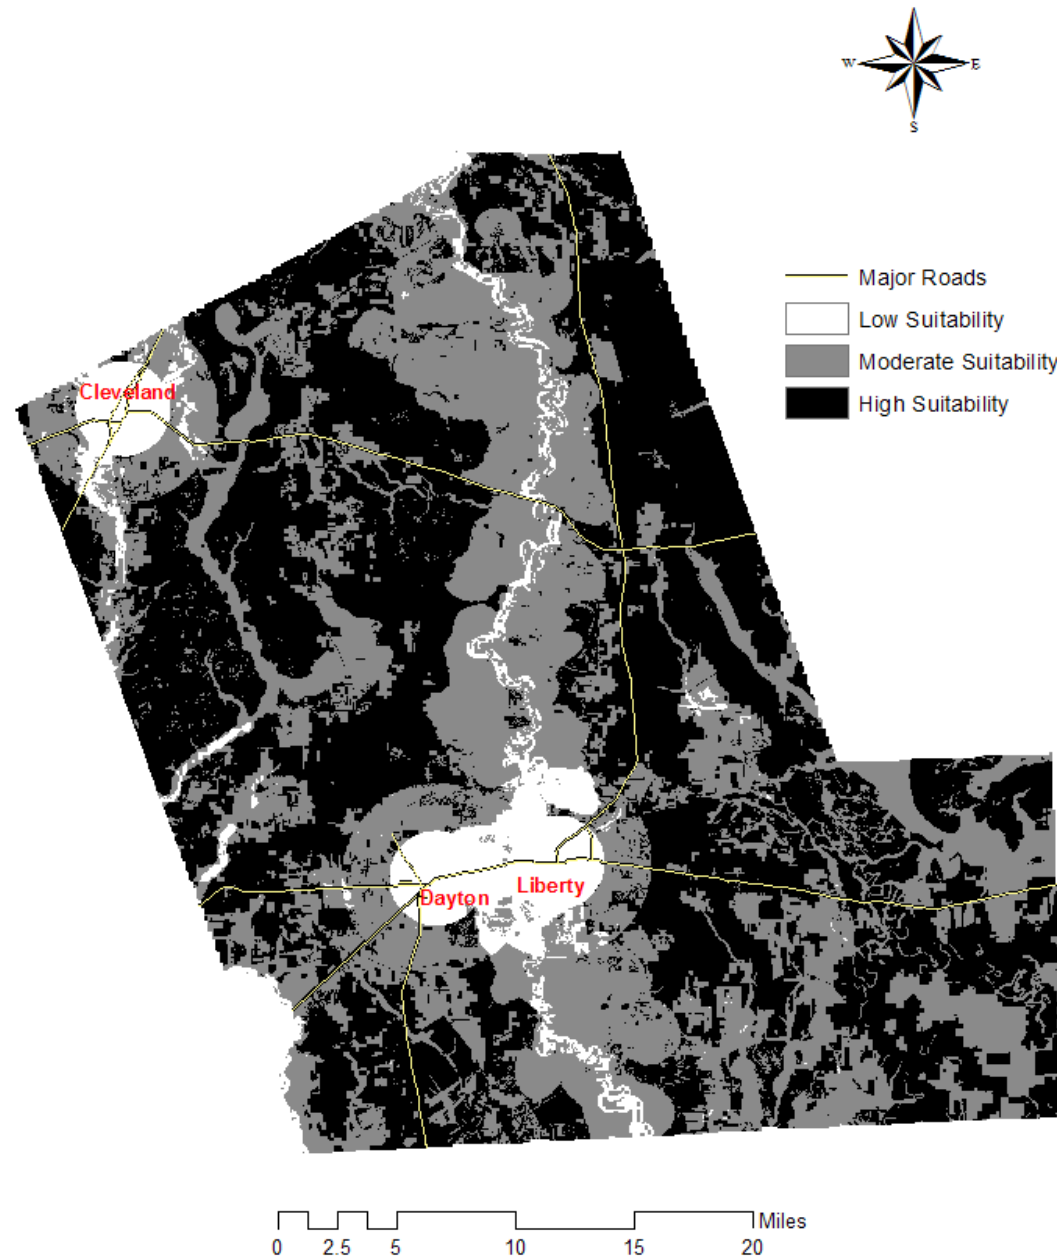 W
E
S
Major Roads
Low Suitability
Moderate Suitability
High Suitability
Cleveland
Dayton
Liberty
Miles
0 2.5 5 10 15 20